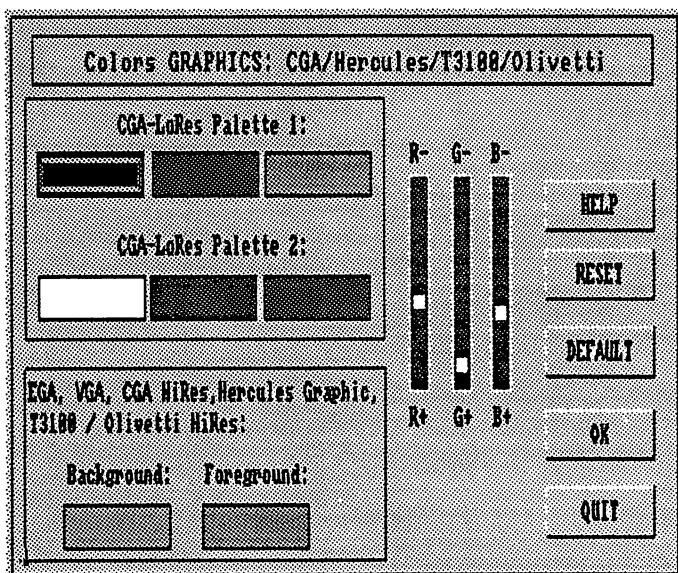 Colors GRAPHICS: CGA/Hercules/T3100/Olivetti
CGA-LoRes Palette 1:
CGA-LoRes Palette 2:
EGA, VGA, CGA HiRes,Hercules Graphic,
T3100 / Olivetti HiRes:
Background: Foreground:
R- G- B-
R+ G+ B+
HELP
RESET
DEFAULT
OK
QUIT